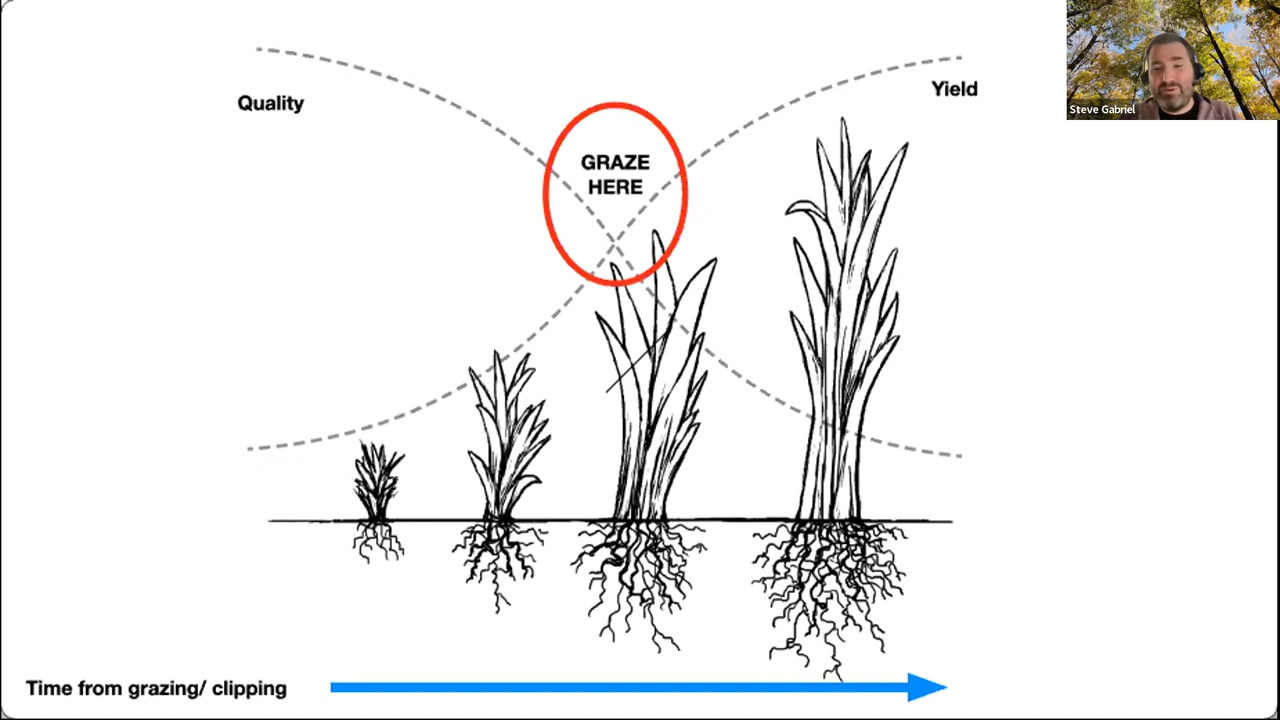 Quality
Yield
GRAZE
HERE
Time from grazing/ clipping
Steve Gabriel